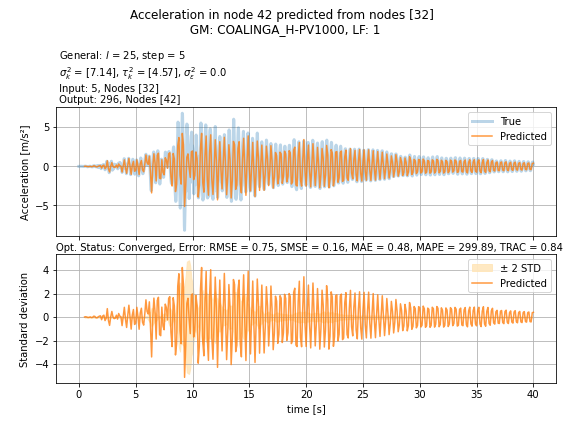 Acceleration in node 42 predicted from nodes [32]
GM: COALINGA_H-PV1000, LF: 1
General: l = 25, step = 5
σ²ₖ = [7.14], τ²ₖ = [4.57], σ²ε = 0.0
Input: 5, Nodes [32]
Output: 296, Nodes [42]
Acceleration [m/s²]
5
0
−5
True
Predicted
Opt. Status: Converged, Error: RMSE = 0.75, SMSE = 0.16, MAE = 0.48, MAPE = 299.89, TRAC = 0.84
Standard deviation
4
2
0
−2
−4
± 2 STD
Predicted
0 5 10 15 20 25 30 35 40
time [s]